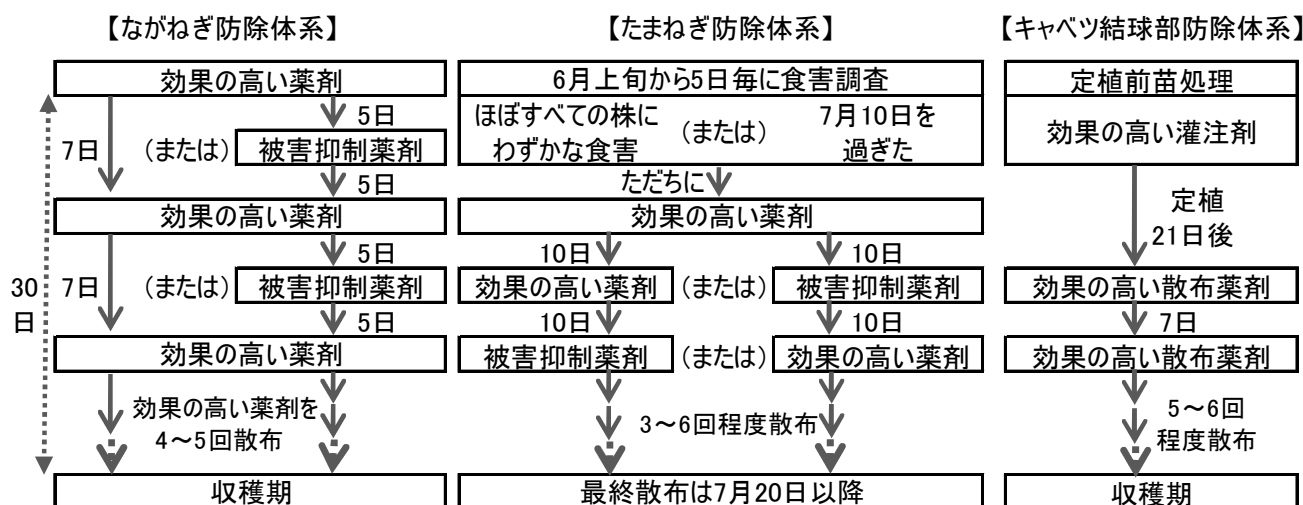 【ながねぎ防除体系】
効果の高い薬剤
5日
7日
(または)
被害抑制薬剤
5日
効果の高い薬剤
5日
30日
7日
(または)
被害抑制薬剤
5日
効果の高い薬剤
効果の高い薬剤を
4～5回散布
収穫期
【たまねぎ防除体系】
6月上旬から5日毎に食害調査
ほぼすべての株に
わずかな食害
(または)
7月10日を
過ぎた
ただちに
効果の高い薬剤
10日
10日
効果の高い薬剤
(または)
被害抑制薬剤
10日
10日
被害抑制薬剤
(または)
効果の高い薬剤
3～6回程度散布
最終散布は7月20日以降
【キャベツ結球部防除体系】
定植前苗処理
効果の高い灌注剤
定植
21日後
効果の高い散布薬剤
7日
効果の高い散布薬剤
5～6回
程度散布
収穫期